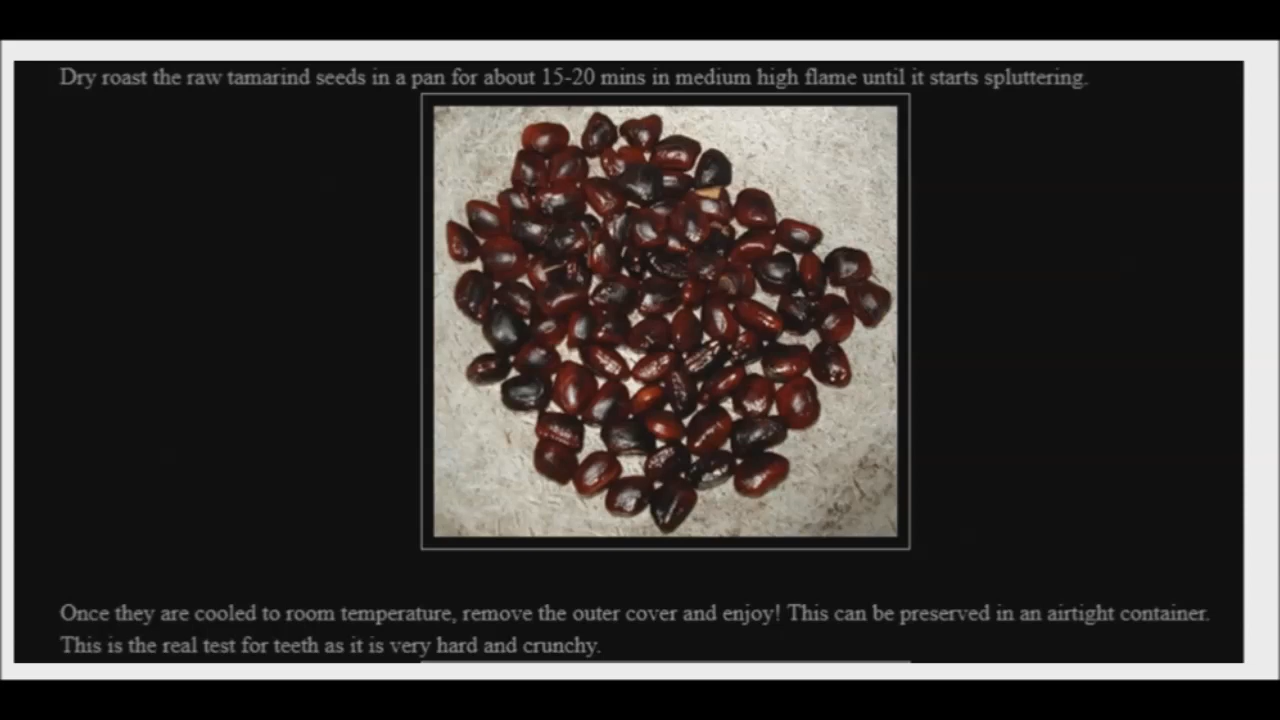 Dry roast the raw tamarind seeds in a pan for about 15-20 mins in medium high flame until it starts spluttering.
Once they are cooled to room temperature, remove the outer cover and enjoy! This can be preserved in an airtight container.
This is the real test for teeth as it is very hard and crunchy.